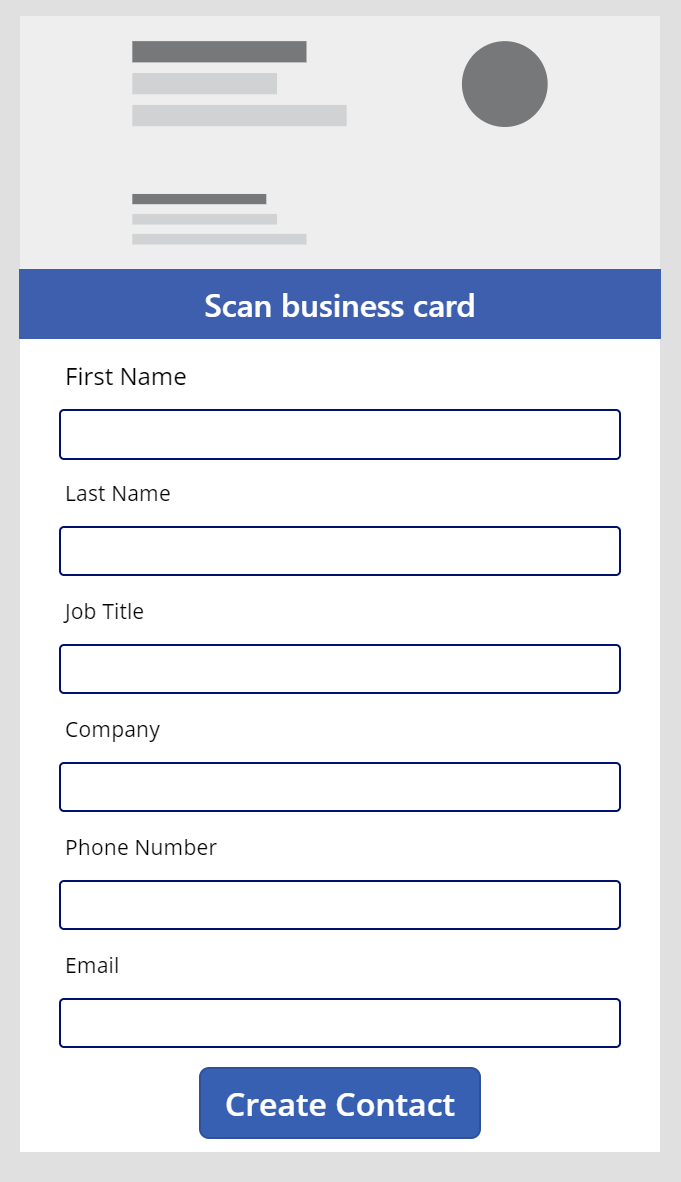 Scan business card
First Name
Last Name
Job Title
Company
Phone Number
Email
Create Contact